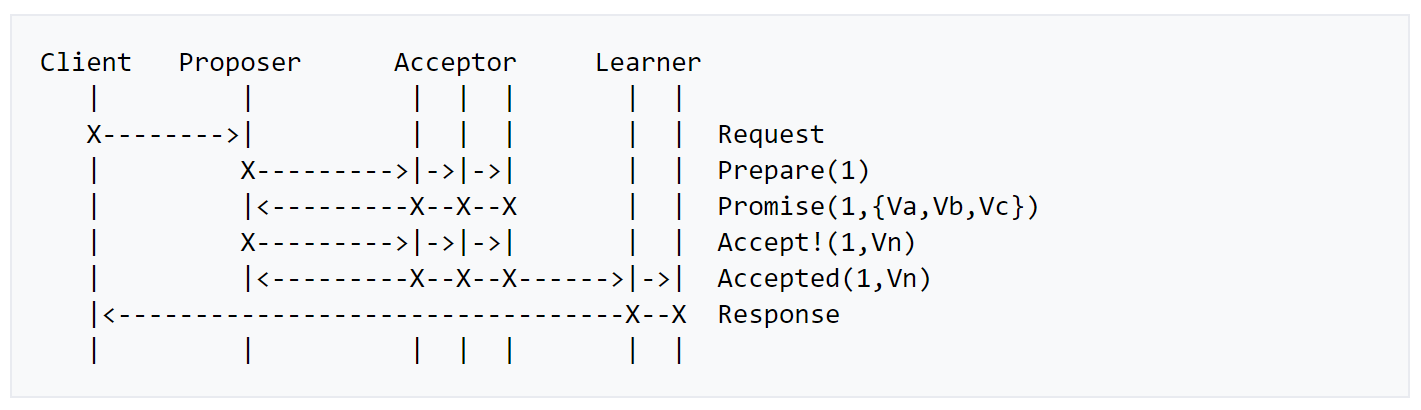 Client   Proposer      Acceptor     Learner
   |         |          |  |  |       |  |
   X-------->|          |  |  |       |  |  Request
   |         X--------->|->|->|       |  |  Prepare(1)
   |         |<---------X--X--X       |  |  Promise(1,{Va,Vb,Vc})
   |         X--------->|->|->|       |  |  Accept!(1,Vn)
   |         |<---------X--X--X------>|->|  Accepted(1,Vn)
   |<---------------------------------X--X  Response
   |         |          |  |  |       |  |